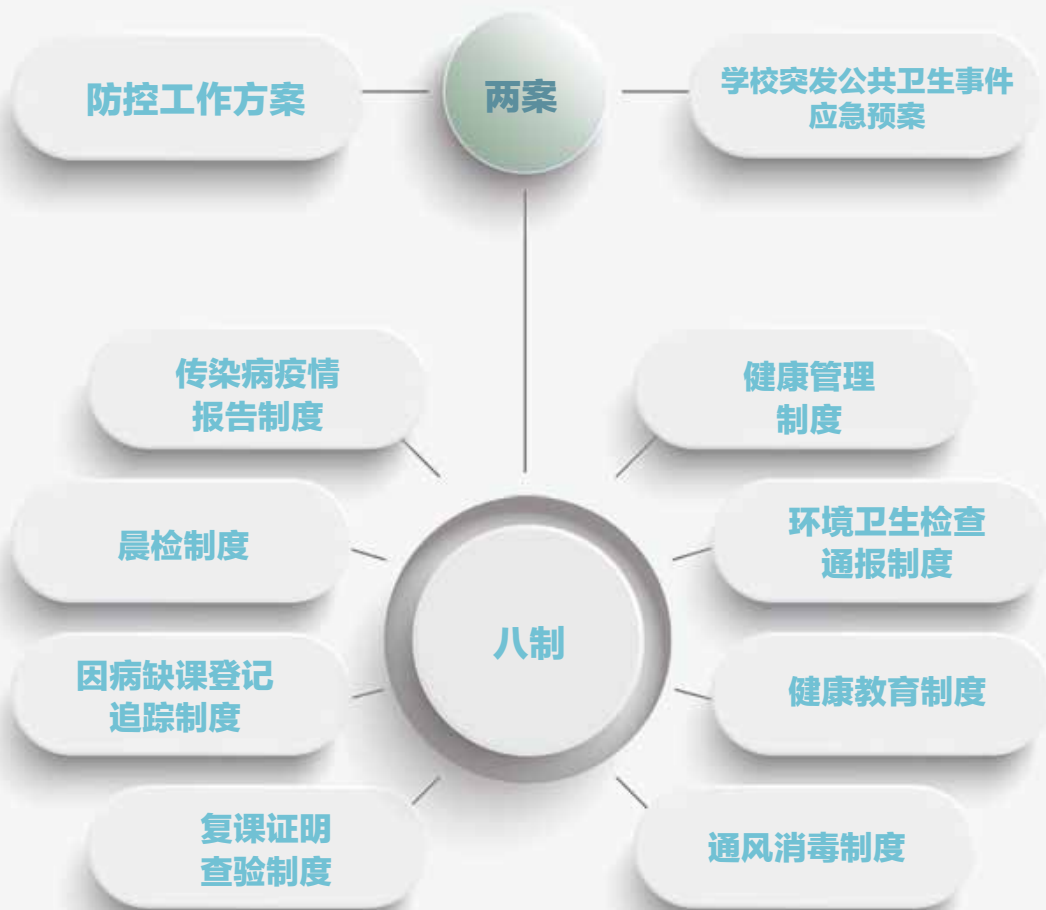 防控工作方案
两案
学校突发公共卫生事件
应急预案
传染病疫情
报告制度
健康管理
制度
晨检制度
环境卫生检查
通报制度
八制
因病缺课登记
追踪制度
健康教育制度
复课证明
查验制度
通风消毒制度